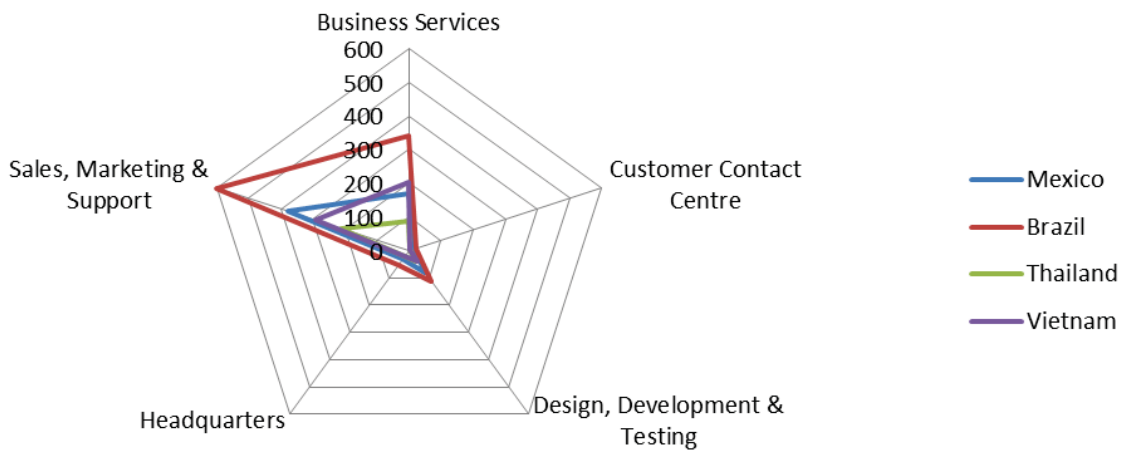 Business Services
600
500
400
300
200
100
0
Sales, Marketing &
Support
Customer Contact
Centre
Headquarters
Design, Development &
Testing
Mexico
Brazil
Thailand
Vietnam